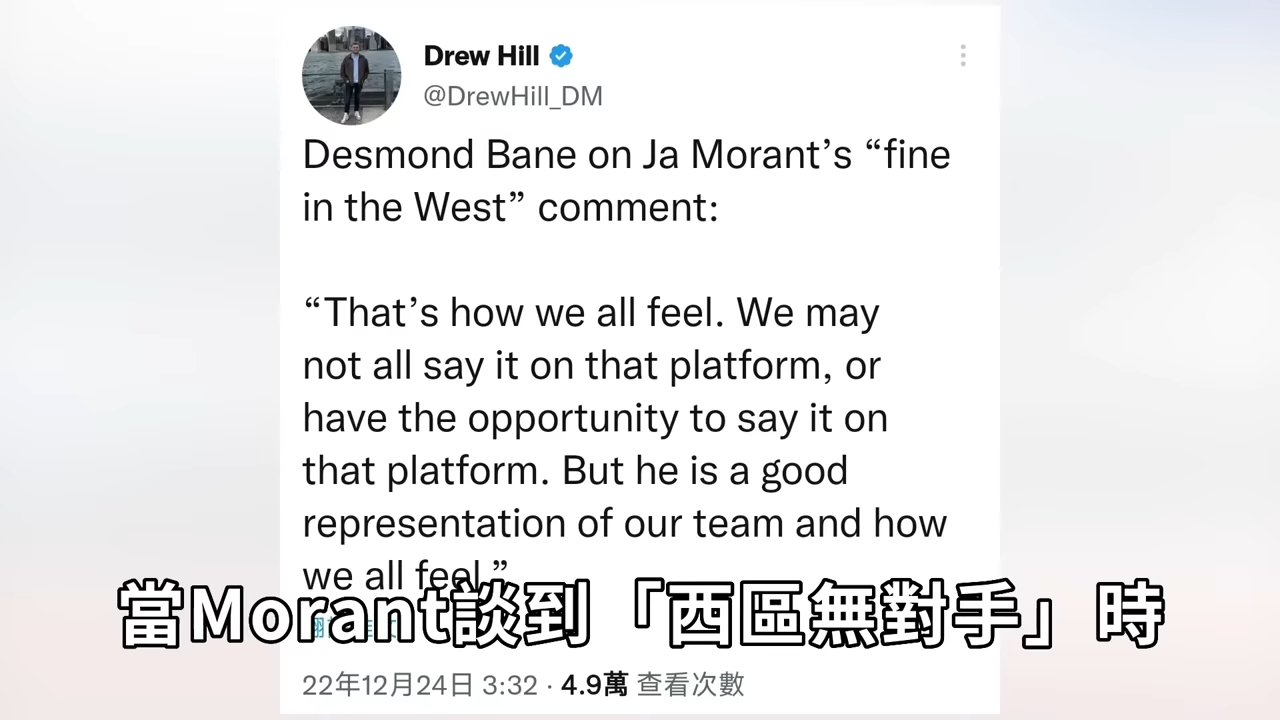 Drew Hill
@DrewHill_DM
Desmond Bane on Ja Morant’s “fine
in the West” comment:
“That’s how we all feel. We may
not all say it on that platform, or
have the opportunity to say it on
that platform. But he is a good
representation of our team and how
we all feel.”
當Morant談到「西區無對手」時
22年12月24日 3:32 · 4.9萬 查看次數